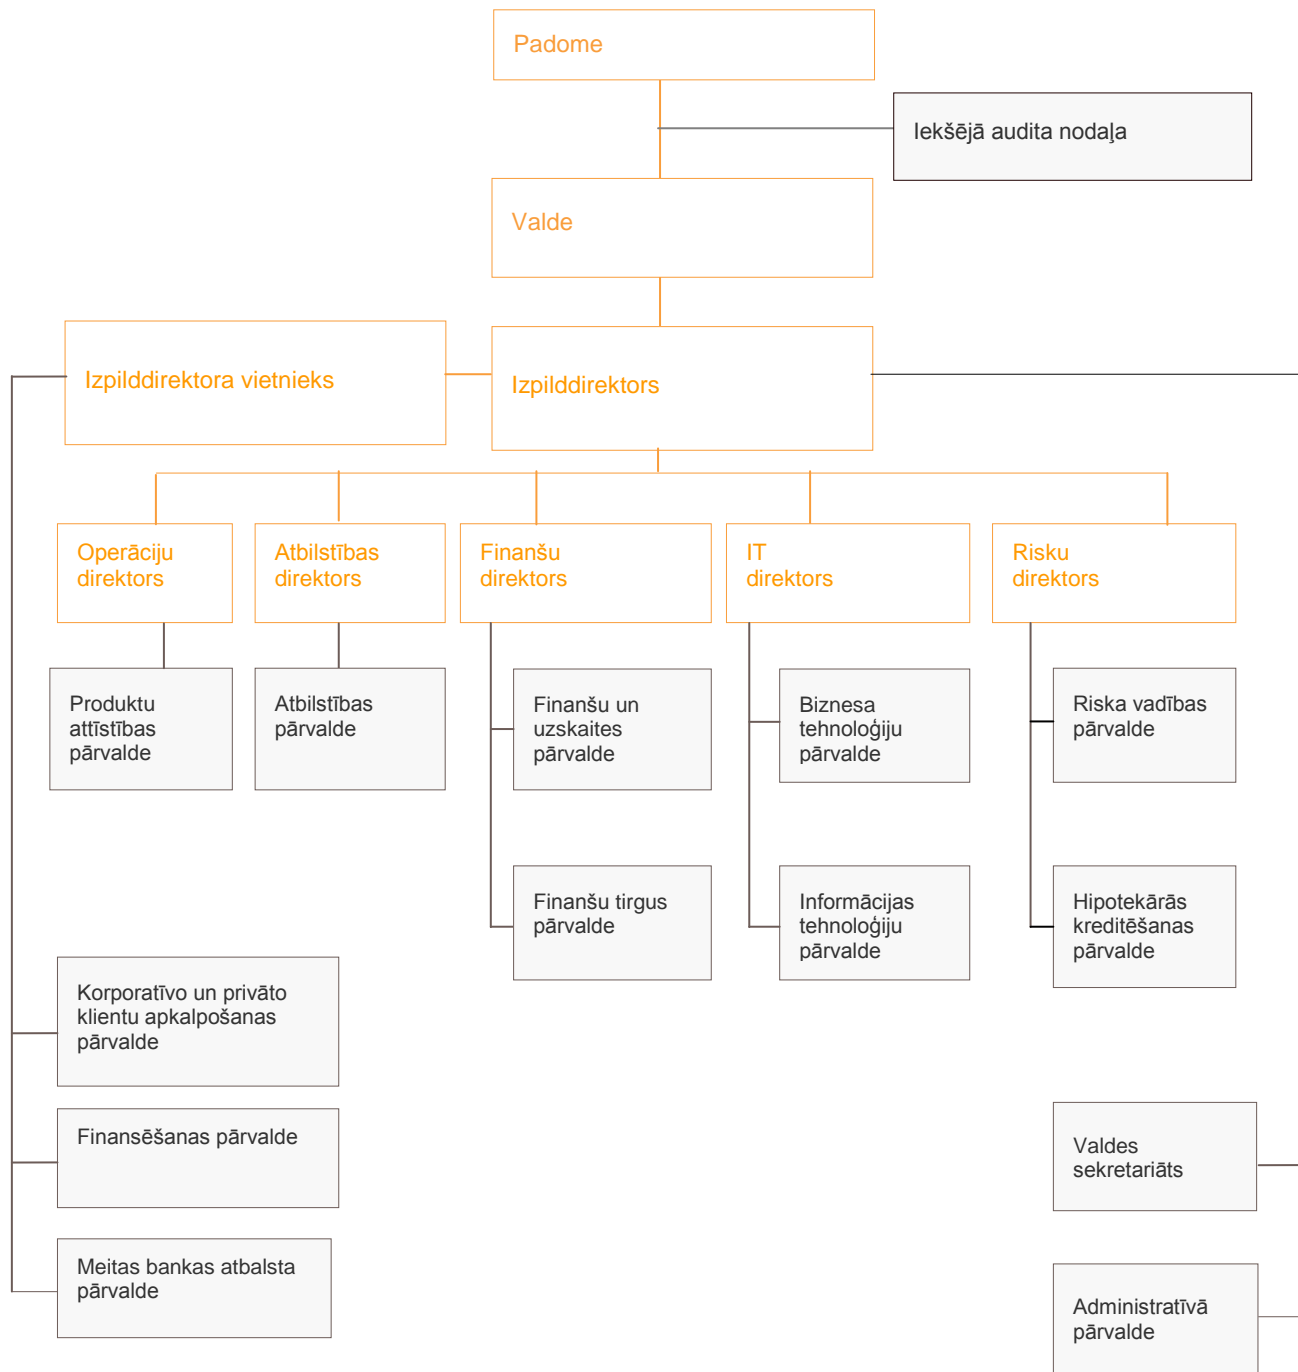 Padome
Iekšējā audita nodaļa
Valde
Izpilddirektora vietnieks
Izpilddirektors
Operāciju
direktors
Atbilstības
direktors
Finanšu
direktors
IT
direktors
Risku
direktors
Produktu
attīstības
pārvalde
Atbilstības
pārvalde
Finanšu un
uzskaites
pārvalde
Biznesa
tehnoloģiju
pārvalde
Riska vadības
pārvalde
Finanšu tirgus
pārvalde
Informācijas
tehnoloģiju
pārvalde
Hipotekārās
kreditēšanas
pārvalde
Korporatīvo un privāto
klientu apkalpošanas
pārvalde
Finansēšanas pārvalde
Valdes
sekretariāts
Meitas bankas atbalsta
pārvalde
Administratīvā
pārvalde